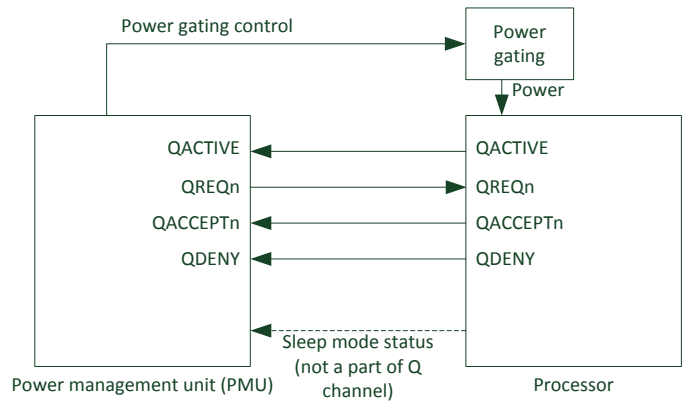 Power gating control
Power
gating
Power
QACTIVE
QACTIVE
QREQn
QREQn
QACCEPTn
QACCEPTn
QDENY
QDENY
Sleep mode status
(not a part of Q
channel)
Power management unit (PMU)
Processor